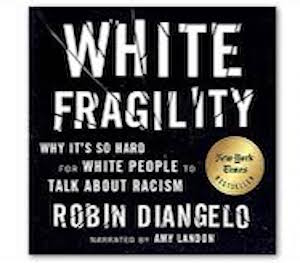 WHITE
FRAGILITY
WHY IT'S SO HARD
FOR WHITE PEOPLE TO
TALK ABOUT RACISM
New York
Times
BESTSELLER
ROBIN DIANGELO
NARRATED BY AMY LANDON